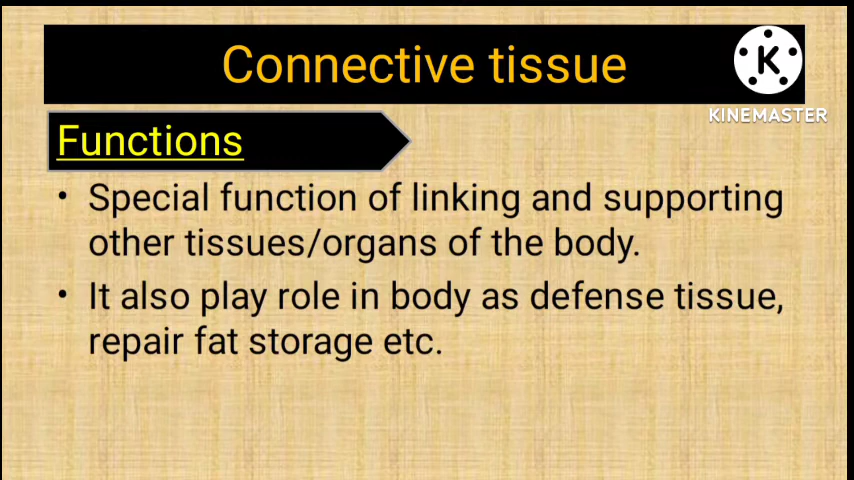 Connective tissue
K
KINEMASTER
Functions
• Special function of linking and supporting
other tissues/organs of the body.
• It also play role in body as defense tissue,
repair fat storage etc.